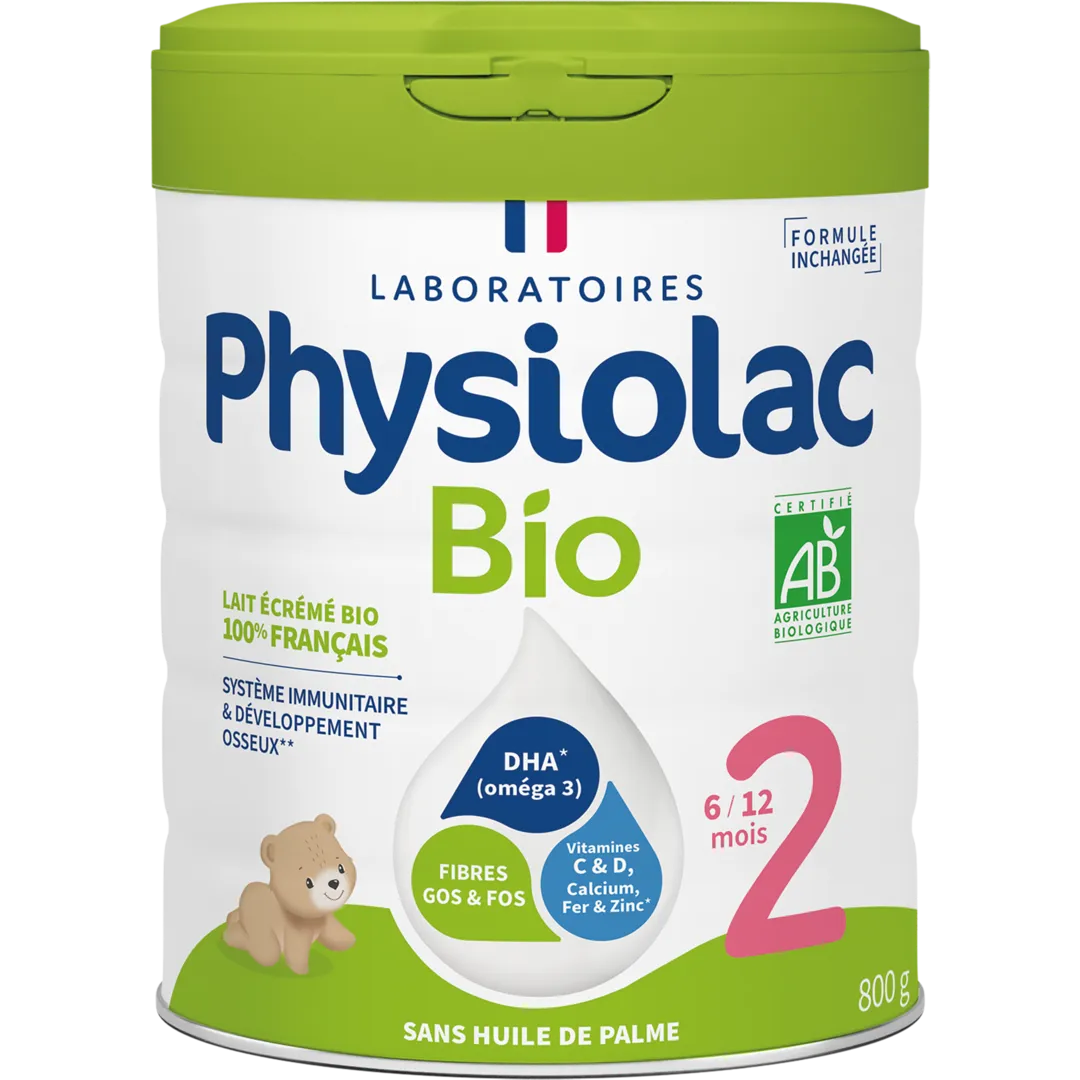 FORMULE
INCHANGÉE
LABORATOIRES
Physiolac
Bio
CERTIFIÉ
AB
AGRICULTURE
BIOLOGIQUE
LAIT ÉCRÉMÉ BIO
100% FRANÇAIS
SYSTÈME IMMUNITAIRE
& DÉVELOPPEMENT
OSSEUX**
DHA*
(oméga 3)
FIBRES
GOS & FOS
Vitamines
C & D,
Calcium,
Fer & Zinc*
6 / 12
mois
2
800 g
SANS HUILE DE PALME